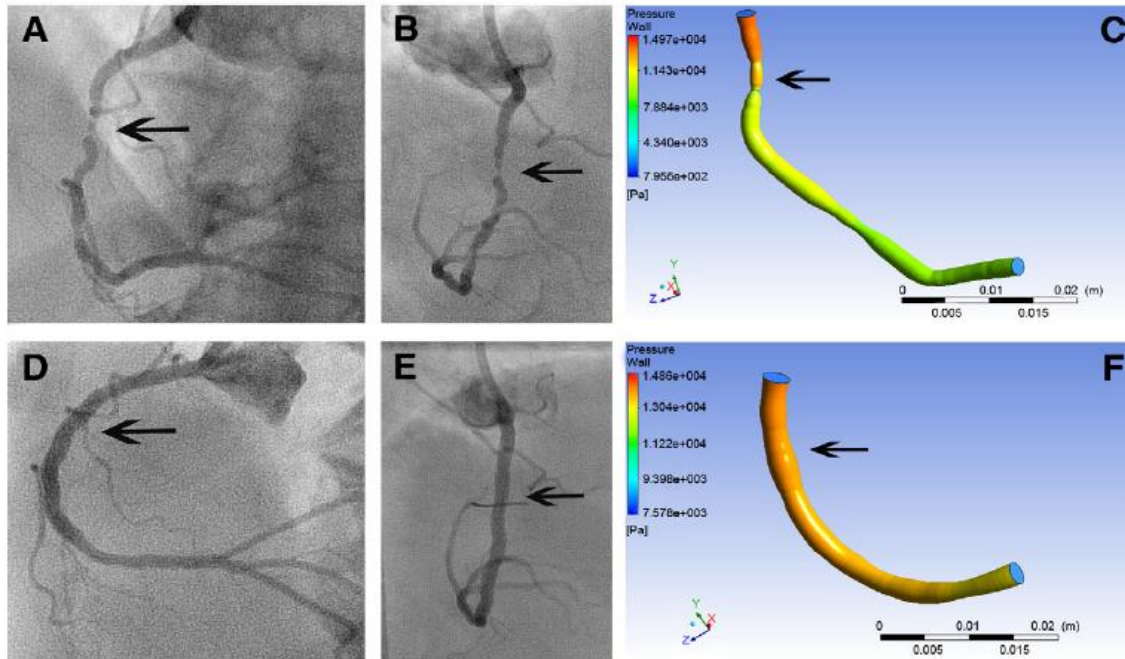 A
B
C
Pressure
Wall
1.497e+004
1.143e+004
7.884e+003
4.340e+003
7.955e+002
[Pa]
Y
X
Z
0 0.01 0.02 (m)
0.005 0.015
D
E
F
Pressure
Wall
1.486e+004
1.304e+004
1.122e+004
9.398e+003
7.578e+003
[Pa]
Y
X
Z
0 0.01 0.02 (m)
0.005 0.015